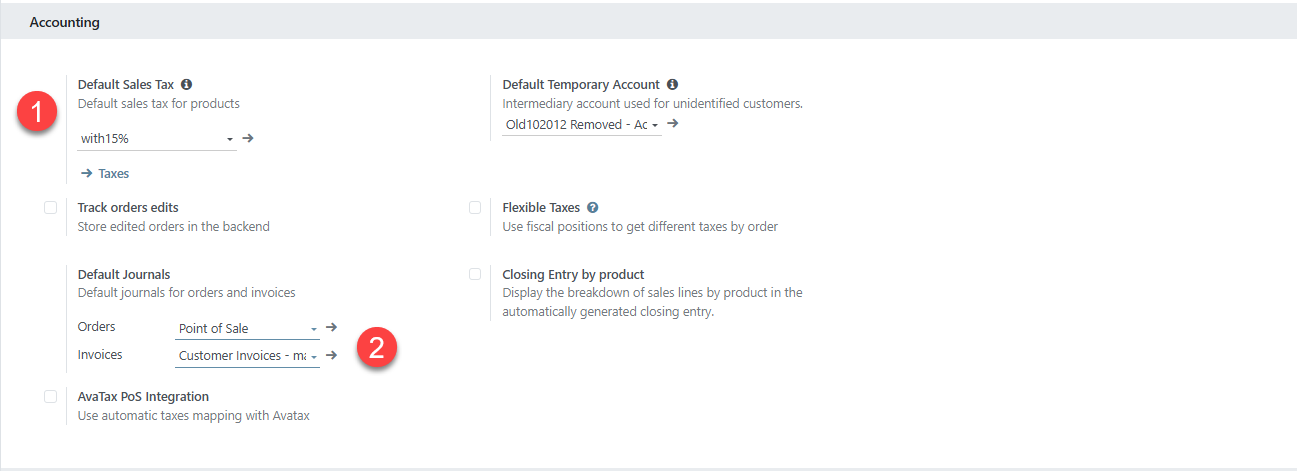 Accounting
Default Sales Tax
Default sales tax for products
1
with15%
Taxes
Default Temporary Account
Intermediary account used for unidentified customers.
Old102012 Removed - Ac
Track orders edits
Store edited orders in the backend
Flexible Taxes ?
Use fiscal positions to get different taxes by order
Default Journals
Default journals for orders and invoices
Orders Point of Sale
Invoices Customer Invoices - ma
2
Closing Entry by product
Display the breakdown of sales lines by product in the
automatically generated closing entry.
AvaTax PoS Integration
Use automatic taxes mapping with Avatax